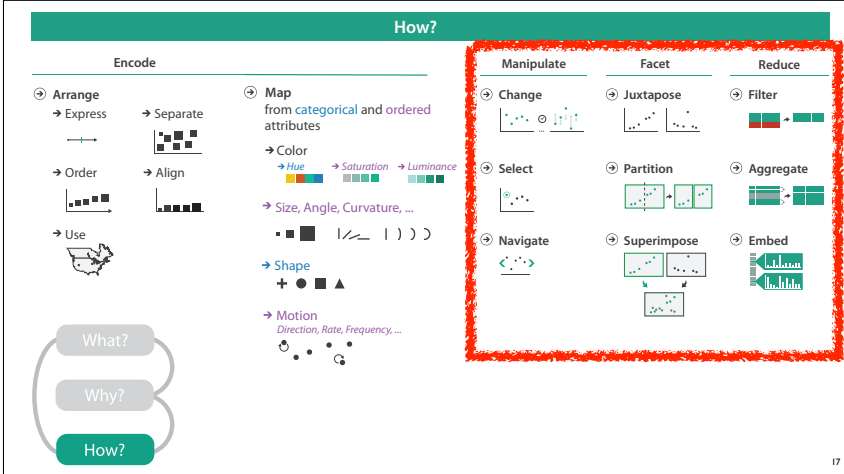 How?
Encode
➔ Arrange
➔ Express
➔ Separate
➔ Order
➔ Align
➔ Use
➔ Map
from categorical and ordered
attributes
➔ Color
➔ Hue
➔ Saturation
➔ Luminance
➔ Size, Angle, Curvature, ...
➔ Shape
➔ Motion
Direction, Rate, Frequency, ...
Manipulate
➔ Change
...
➔ Select
➔ Navigate
Facet
➔ Juxtapose
➔ Partition
➔ Superimpose
Reduce
➔ Filter
➔ Aggregate
➔ Embed
What?
Why?
How?
17